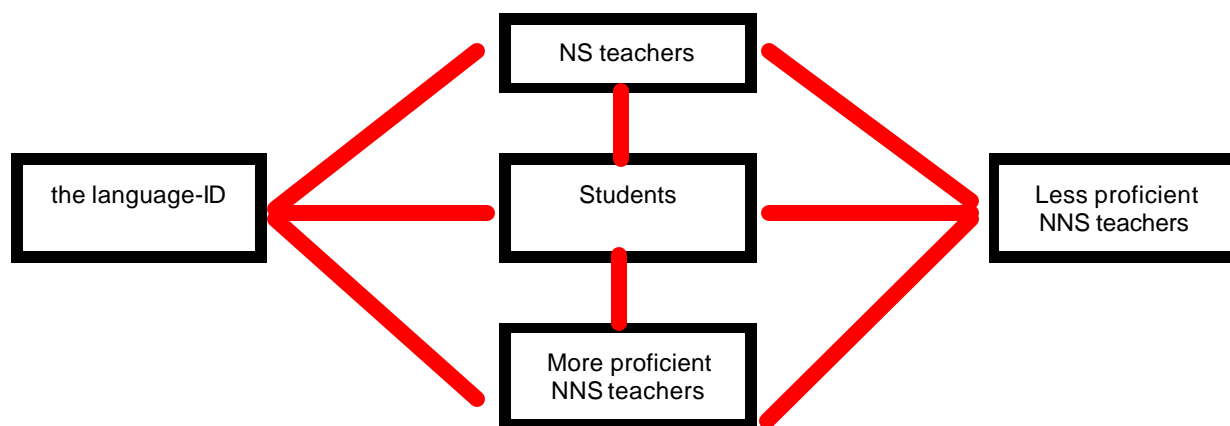 NS teachers
the language-ID
Students
Less proficient
NNS teachers
More proficient
NNS teachers